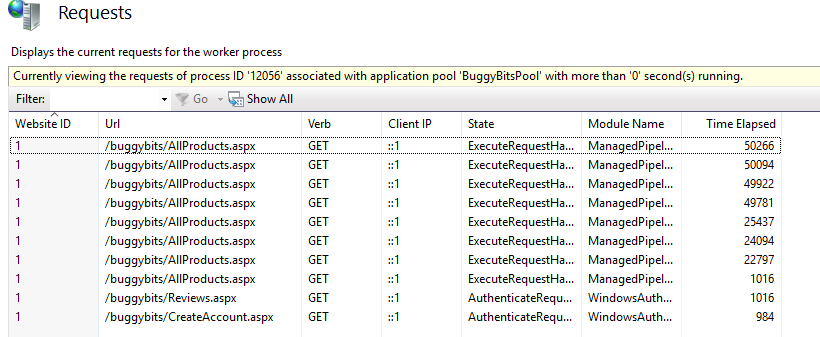 Requests
Displays the current requests for the worker process
Currently viewing the requests of process ID '12056' associated with application pool 'BuggyBitsPool' with more than '0' second(s) running.
Filter: Go Show All
Website ID Url Verb Client IP State Module Name Time Elapsed
1 /buggybits/AllProducts.aspx GET ::1 ExecuteRequestHa... ManagedPipel... 50266
1 /buggybits/AllProducts.aspx GET ::1 ExecuteRequestHa... ManagedPipel... 50094
1 /buggybits/AllProducts.aspx GET ::1 ExecuteRequestHa... ManagedPipel... 49922
1 /buggybits/AllProducts.aspx GET ::1 ExecuteRequestHa... ManagedPipel... 49781
1 /buggybits/AllProducts.aspx GET ::1 ExecuteRequestHa... ManagedPipel... 25437
1 /buggybits/AllProducts.aspx GET ::1 ExecuteRequestHa... ManagedPipel... 24094
1 /buggybits/AllProducts.aspx GET ::1 ExecuteRequestHa... ManagedPipel... 22797
1 /buggybits/AllProducts.aspx GET ::1 ExecuteRequestHa... ManagedPipel... 1016
1 /buggybits/Reviews.aspx GET ::1 AuthenticateRequ... WindowsAuth... 1016
1 /buggybits/CreateAccount.aspx GET ::1 AuthenticateRequ... WindowsAuth... 984